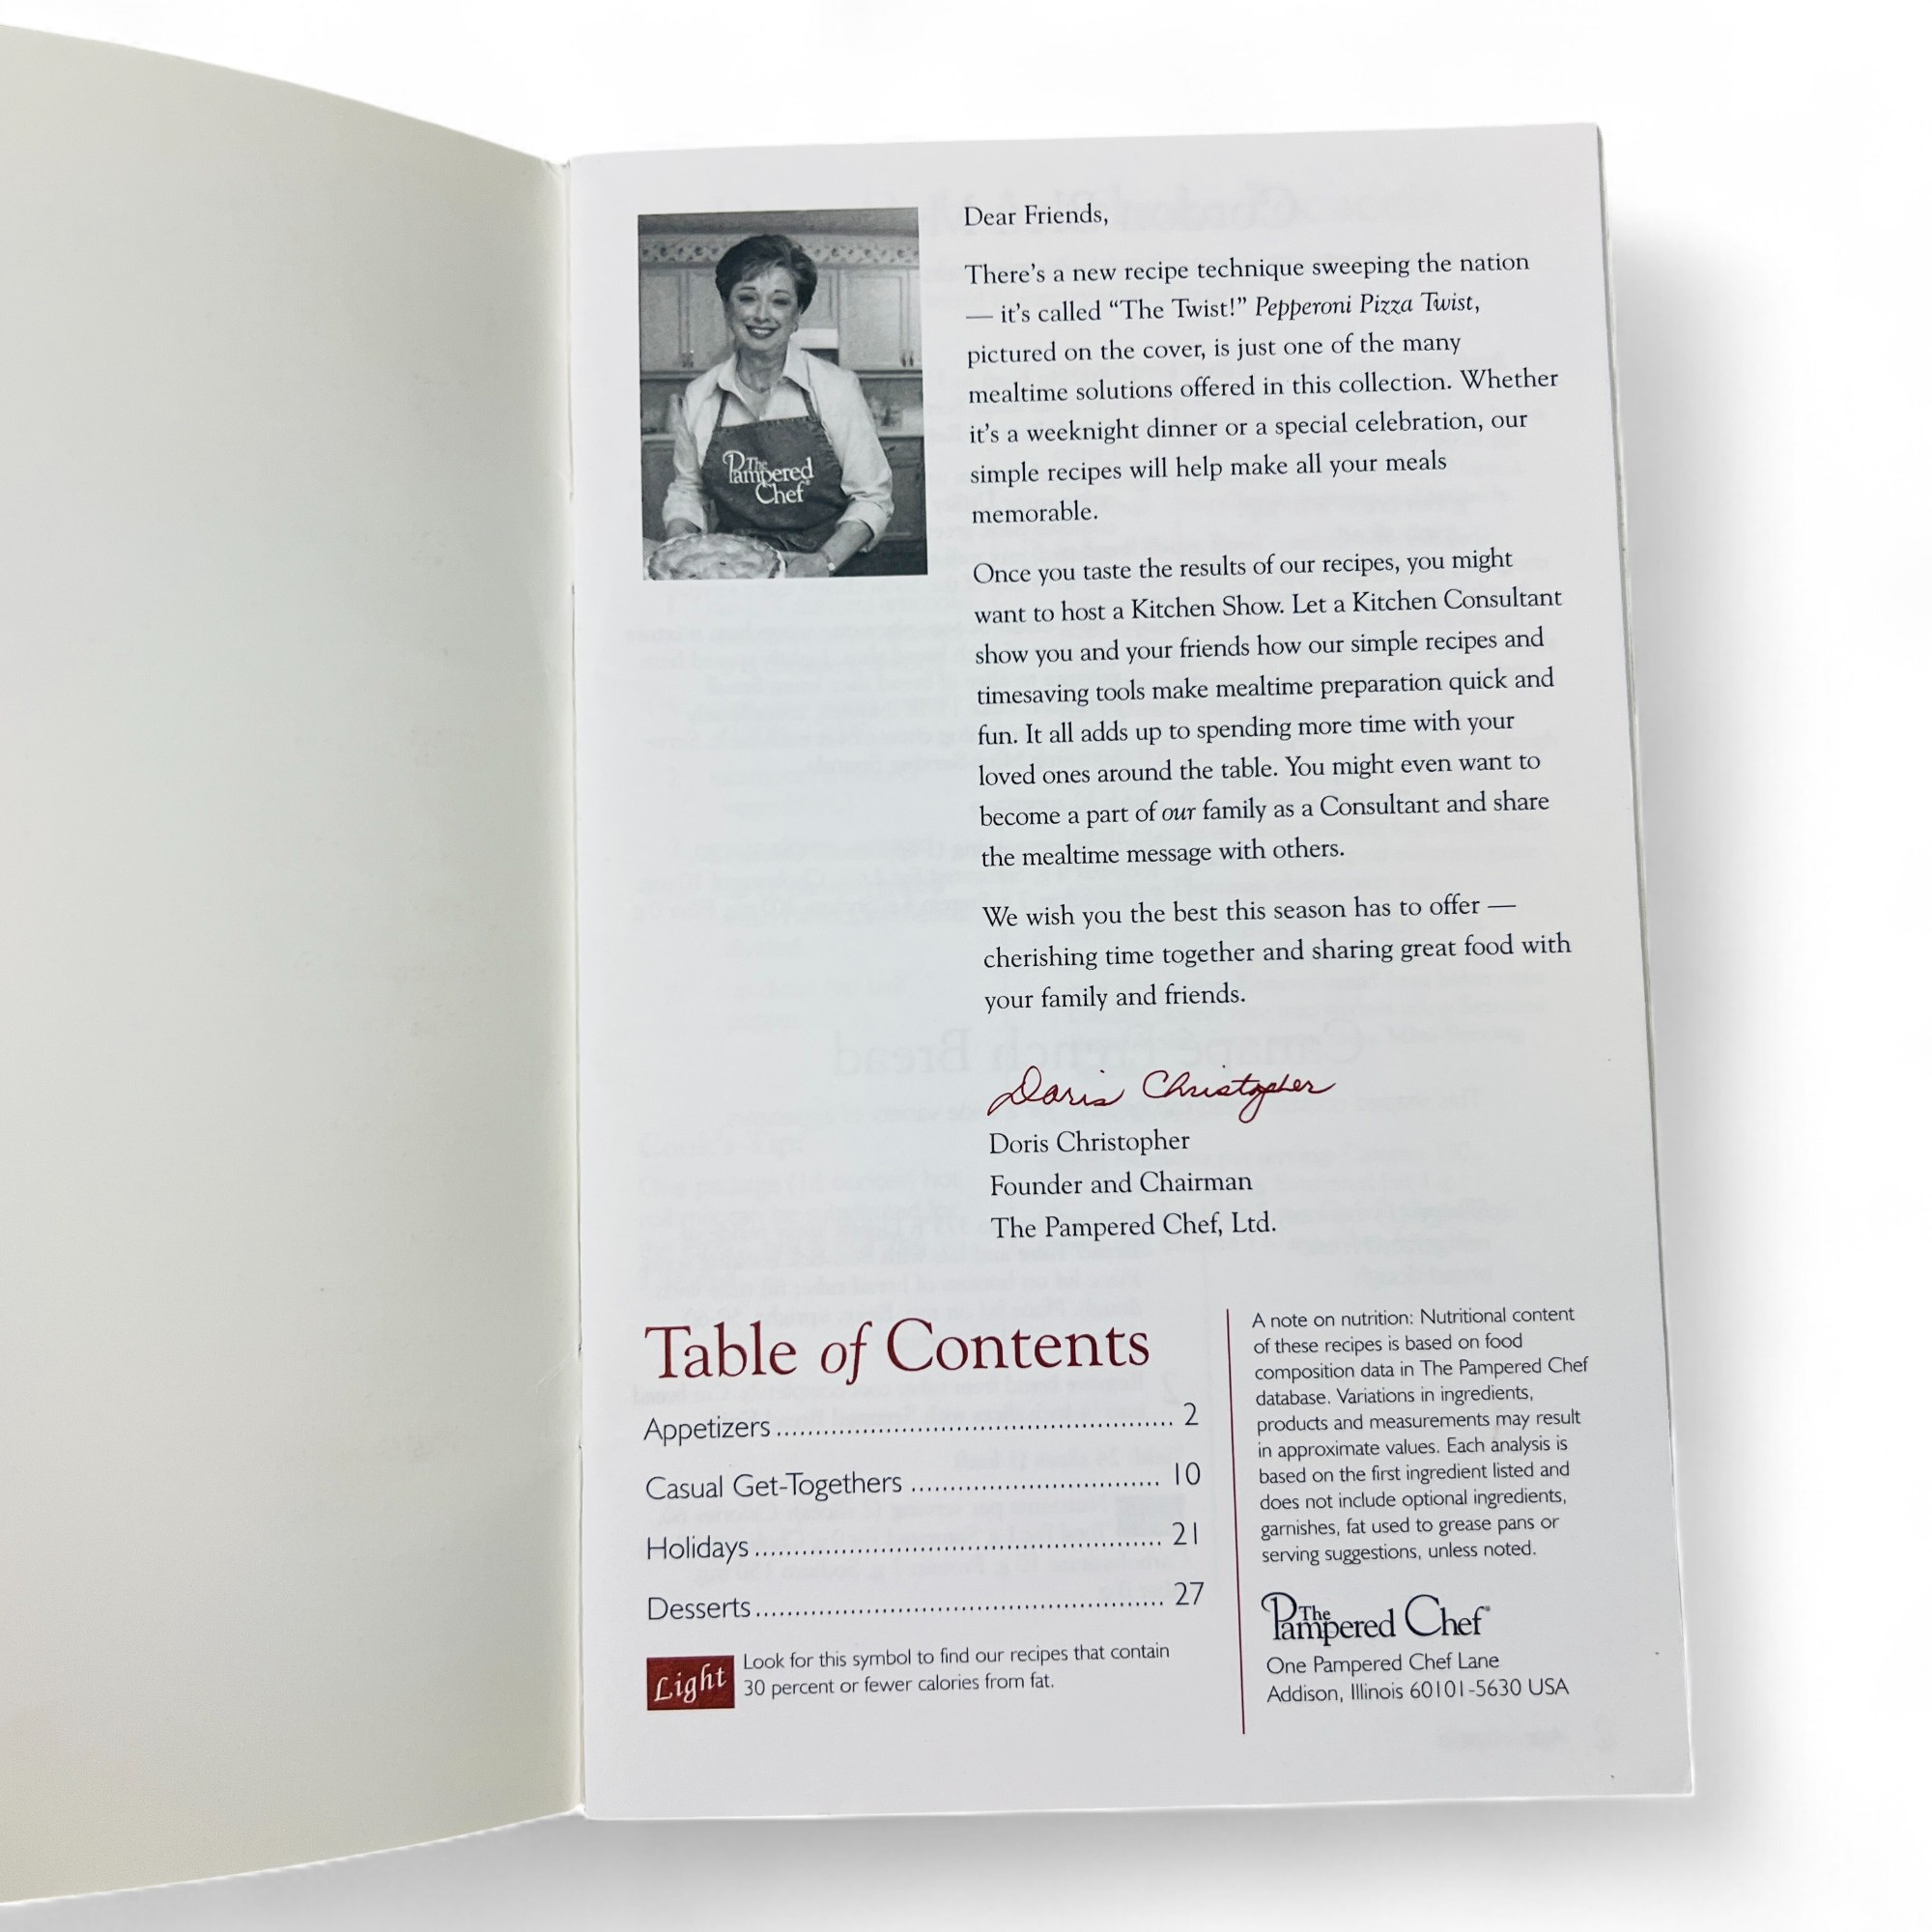 The
Pampered
Chef
Dear Friends,
There's a new recipe technique sweeping the nation
— it's called “The Twist!” Pepperoni Pizza Twist,
pictured on the cover, is just one of the many
mealtime solutions offered in this collection. Whether
it's a weeknight dinner or a special celebration, our
simple recipes will help make all your meals
memorable.
Once you taste the results of our recipes, you might
want to host a Kitchen Show. Let a Kitchen Consultant
show you and your friends how our simple recipes and
timesaving tools make mealtime preparation quick and
fun. It all adds up to spending more time with your
loved ones around the table. You might even want to
become a part of our family as a Consultant and share
the mealtime message with others.
We wish you the best this season has to offer —
cherishing time together and sharing great food with
your family and friends.
Doris Christopher
Doris Christopher
Founder and Chairman
The Pampered Chef, Ltd.
Table of Contents
Appetizers.................................................. 2
Casual Get-Togethers ................................ 10
Holidays.................................................... 21
Desserts.................................................... 27
Light
Look for this symbol to find our recipes that contain
30 percent or fewer calories from fat.
A note on nutrition: Nutritional content
of these recipes is based on food
composition data in The Pampered Chef
database. Variations in ingredients,
products and measurements may result
in approximate values. Each analysis is
based on the first ingredient listed and
does not include optional ingredients,
garnishes, fat used to grease pans or
serving suggestions, unless noted.
The Pampered Chef®
One Pampered Chef Lane
Addison, Illinois 60101-5630 USA